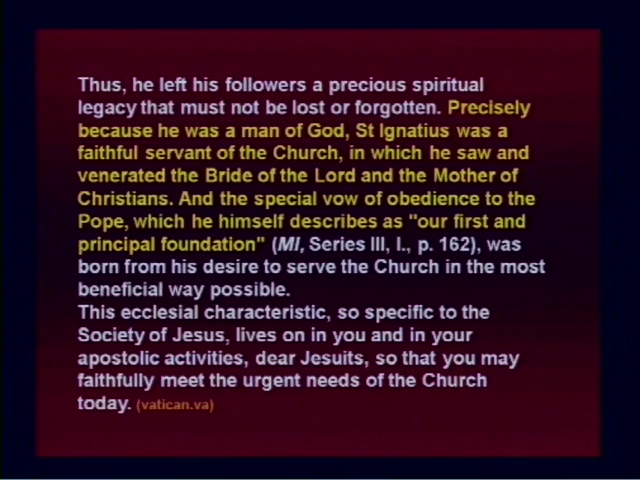 Thus, he left his followers a precious spiritual
legacy that must not be lost or forgotten. Precisely
because he was a man of God, St Ignatius was a
faithful servant of the Church, in which he saw and
venerated the Bride of the Lord and the Mother of
Christians. And the special vow of obedience to the
Pope, which he himself describes as "our first and
principal foundation" (MI, Series III, I., p. 162), was
born from his desire to serve the Church in the most
beneficial way possible.
This ecclesial characteristic, so specific to the
Society of Jesus, lives on in you and in your
apostolic activities, dear Jesuits, so that you may
faithfully meet the urgent needs of the Church
today. (vatican.va)